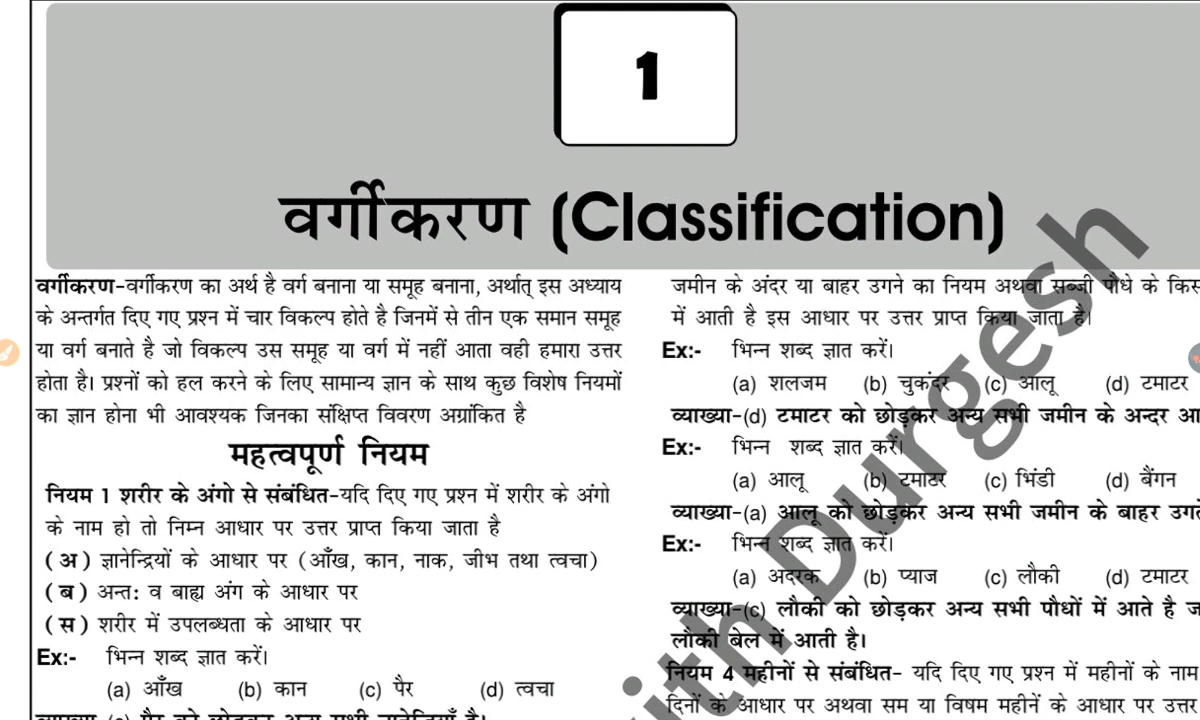 1
वर्गीकरण (Classification)
वर्गीकरण-वर्गीकरण का अर्थ है वर्ग बनाना या समूह बनाना, अर्थात् इस अध्याय
के अन्तर्गत दिए गए प्रश्न में चार विकल्प होते है जिनमें से तीन एक समान समूह
या वर्ग बनाते है जो विकल्प उस समूह या वर्ग में नहीं आता वही हमारा उत्तर
होता है। प्रश्नों को हल करने के लिए सामान्य ज्ञान के साथ कुछ विशेष नियमों
का ज्ञान होना भी आवश्यक जिनका संक्षिप्त विवरण अग्रांकित है
महत्वपूर्ण नियम
नियम 1 शरीर के अंगो से संबंधित-यदि दिए गए प्रश्न में शरीर के अंगो
के नाम हो तो निम्न आधार पर उत्तर प्राप्त किया जाता है
(अ) ज्ञानेन्द्रियों के आधार पर (आँख, कान, नाक, जीभ तथा त्वचा)
(ब) अन्त: व बाह्य अंग के आधार पर
(स) शरीर में उपलब्धता के आधार पर
Ex:- भिन्न शब्द ज्ञात करें।
(a) आँख (b) कान (c) पैर (d) त्वचा
जमीन के अंदर या बाहर उगने का नियम अथवा सब्जी पौधे के
में आती है इस आधार पर उत्तर प्राप्त किया जाता है।
Ex:- भिन्न शब्द ज्ञात करें।
(a) शलजम (b) चुकंदर (c) आलू (d) टमाटर
व्याख्या-(d) टमाटर को छोड़कर अन्य सभी जमीन के अन्दर
Ex:- भिन्न शब्द ज्ञात करें।
(a) आलू (b) टमाटर (c) भिंडी (d) बैंगन
व्याख्या-(a) आलू को छोड़कर अन्य सभी जमीन के बाहर
Ex:- भिन्न शब्द ज्ञात करें।
(a) अदरक (b) प्याज (c) लौकी (d) टमाटर
व्याख्या-(c) लौकी को छोड़कर अन्य सभी पौधों में आते है
लौकी बेल में आती है।
नियम 4 महीनों से संबंधित- यदि दिए गए प्रश्न में महीनों के नाम
दिनों के आधार पर अथवा सम या विषम महीनें के आधार पर उत्तर
ith Durgesh